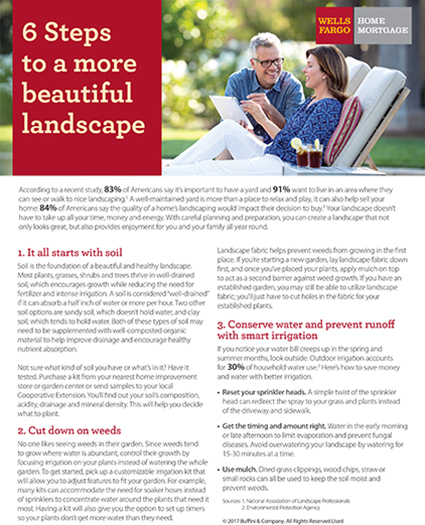 6 Steps
to a more
beautiful
landscape
WELLS
FARGO
HOME
MORTGAGE
According to a recent study, 83% of Americans say it's important to have a yard and 91% want to live in an area where they
can see or walk to nice landscaping.¹ A well-maintained yard is more than a place to relax and play, it can also help sell your
home: 84% of Americans say the quality of a home's landscaping would impact their decision to buy.² Your landscape doesn't
have to take up all your time, money and energy. With careful planning and preparation, you can create a landscape that not
only looks great, but also provides enjoyment for you and your family all year round.
1. It all starts with soil
Soil is the foundation of a beautiful and healthy landscape.
Most plants, grasses, shrubs and trees thrive in well-drained
soil, which encourages growth while reducing the need for
fertilizer and intense irrigation. A soil is considered "well-drained"
if it can absorb a half inch of water or more per hour. Two other
soil options are sandy soil, which doesn't hold water, and clay
soil, which tends to hold water. Both of these types of soil may
need to be supplemented with well-composted organic
material to help improve drainage and encourage healthy
nutrient absorption.
Not sure what kind of soil you have or what's in it? Have it
tested. Purchase a kit from your nearest home improvement
store or garden center or send samples to your local
Cooperative Extension. You'll find out your soil's composition,
acidity, drainage and mineral density. This will help you decide
what to plant.
2. Cut down on weeds
No one likes seeing weeds in their garden. Since weeds tend
to grow where water is abundant, control their growth by
focusing irrigation on your plants instead of watering the whole
garden. To get started, pick up a customizable irrigation kit that
will allow you to adjust features to fit your garden. For example,
many kits can accommodate the need for soaker hoses instead
of sprinklers to concentrate water around the plants that need it
most. Having a kit will also give you the option to set up timers
so your plants don't get more water than they need.
Landscape fabric helps prevent weeds from growing in the first
place. If you're starting a new garden, lay landscape fabric down
first, and once you've placed your plants, apply mulch on top
to act as a second barrier against weed growth. If you have an
established garden, you may still be able to utilize landscape
fabric; you'll just have to cut holes in the fabric for your
established plants.
3. Conserve water and prevent runoff
with smart irrigation
If you notice your water bill creeps up in the spring and
summer months, look outside. Outdoor irrigation accounts
for 30% of household water use.² Here's how to save money
and water with better irrigation.
• Reset your sprinkler heads. A simple twist of the sprinkler
head can redirect the spray to your grass and plants instead
of the driveway and sidewalk.
• Get the timing and amount right. Water in the early morning
or late afternoon to limit evaporation and prevent fungal
diseases. Avoid overwatering your landscape by watering for
15-30 minutes at a time.
• Use mulch. Dried grass clippings, wood chips, straw or
small rocks can all be used to keep the soil moist and
prevent weeds.
Sources: 1. National Association of Landscape Professionals
2. Environmental Protection Agency
© 2017 Buffini & Company. All Rights Reserved. Used